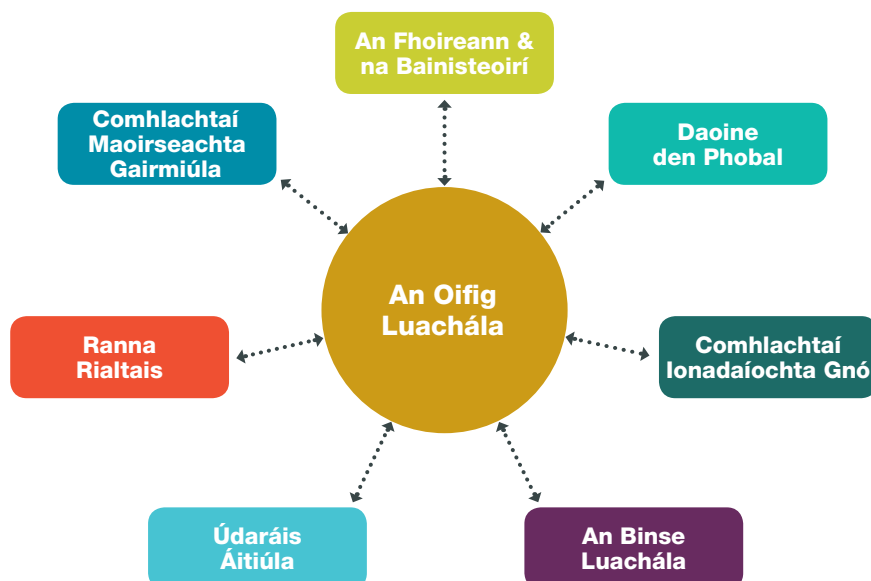 An Fhoireann &
na Bainisteoirí
Comhlachtaí
Maoirseachta
Gairmiúla
Daoine
den Phobal
An Oifig
Luachála
Ranna
Rialtais
Comhlachtaí
Ionadaíochta Gnó
Údaráis
Áitiúla
An Binse
Luachála